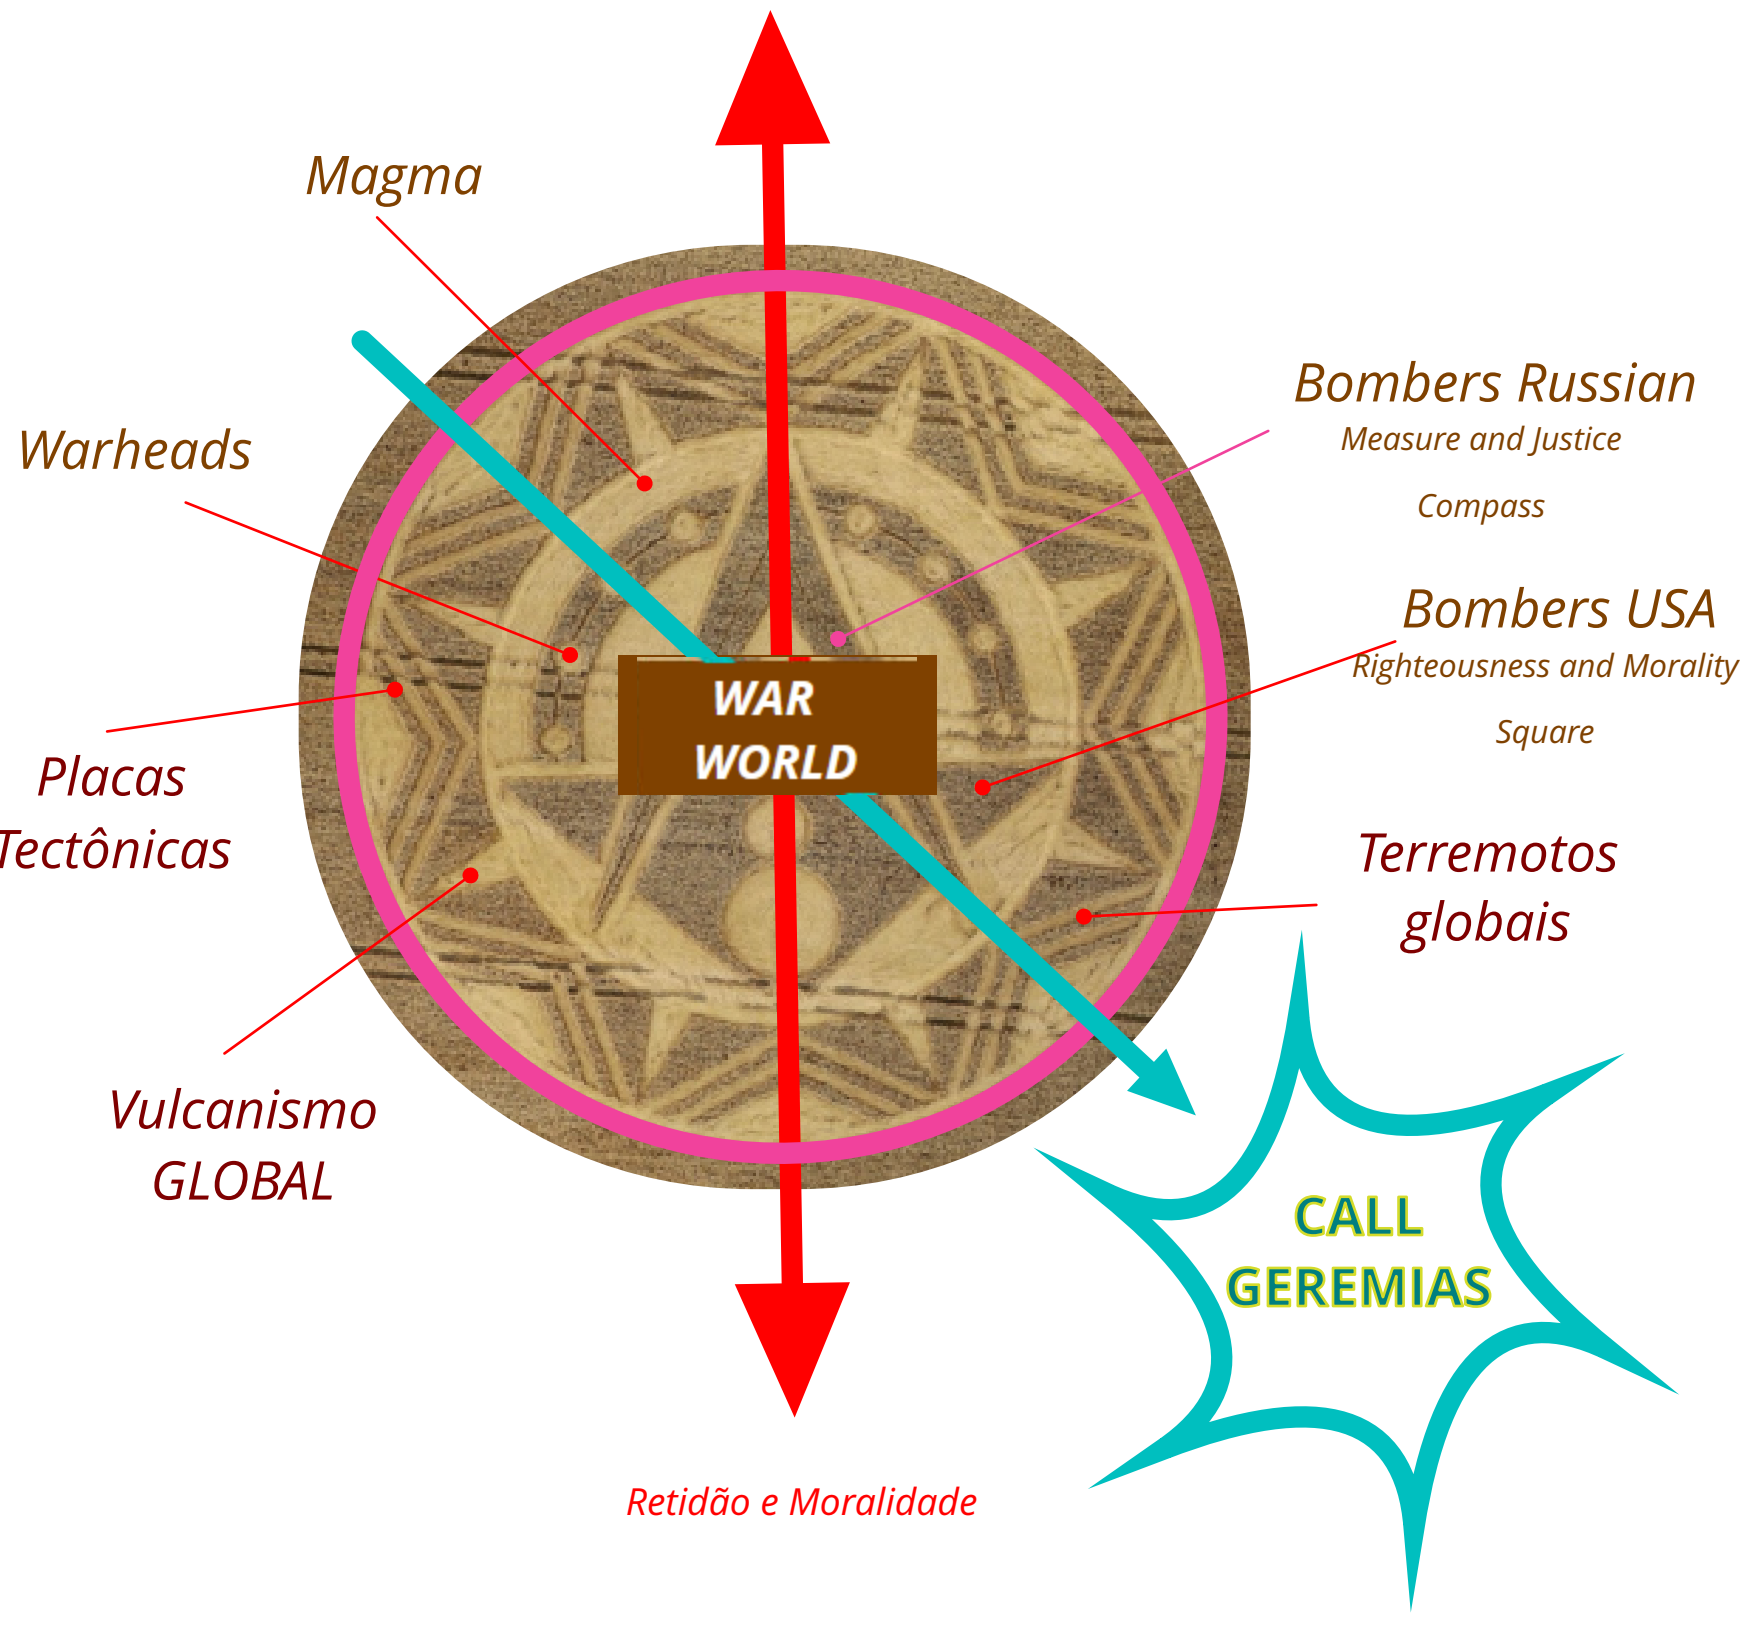 Magma
Warheads
Placas
Tectônicas
Vulcanismo
GLOBAL
WAR
WORLD
Bombers Russian
Measure and Justice
Compass
Bombers USA
Righteousness and Morality
Square
Terremotos
globais
CALL
GEREMIAS
Retidão e Moralidade